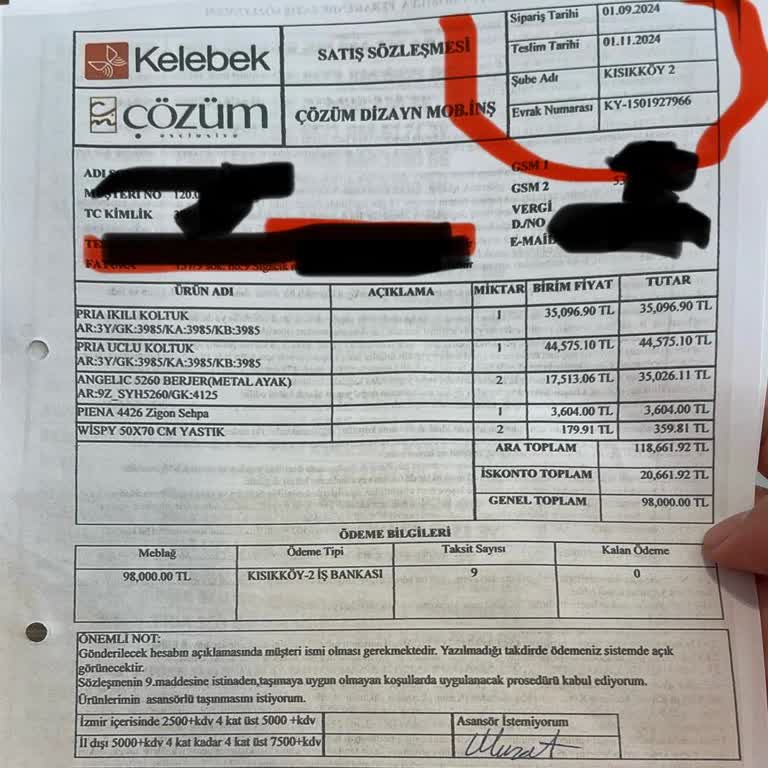 Kelebek
SATIŞ SÖZLEŞMESİ
Sipariş Tarihi 01.09.2024
Teslim Tarihi 01.11.2024
Şube Adı KISIKKÖY 2
Evrak Numarası KY-1501927966
ÇÖZÜM
exclusive
ÇÖZÜM DİZAYN MOB.İNŞ
GSM 1
MÜŞTERİ NO 120.
GSM 2
TC KİMLİK
VERGİ
D./NO
E-MAİL
FATURA
ÜRÜN ADI AÇIKLAMA MİKTAR BİRİM FİYAT TUTAR
PRIA IKILI KOLTUK 1 35,096.90 TL 35,096.90 TL
AR:3Y/GK:3985/KA:3985/KB:3985
PRIA UCLU KOLTUK 1 44,575.10 TL 44,575.10 TL
AR:3Y/GK:3985/KA:3985/KB:3985
ANGELIC 5260 BERJER(METAL AYAK) 2 17,513.06 TL 35,026.11 TL
AR:9Z_SYH5260/GK:4125
PIENA 4426 Zigon Sehpa 1 3,604.00 TL 3,604.00 TL
WİSPY 50X70 CM YASTIK 2 179.91 TL 359.81 TL
ARA TOPLAM 118,661.92 TL
İSKONTO TOPLAM 20,661.92 TL
GENEL TOPLAM 98,000.00 TL
ÖDEME BİLGİLERİ
Meblağ Ödeme Tipi Taksit Sayısı Kalan Ödeme
98,000.00 TL KISIKKÖY-2 İŞ BANKASI 9 0
ÖNEMLİ NOT:
Gönderilecek hesabın açıklamasında müşteri ismi olması gerekmektedir. Yazılmadığı takdirde ödemeniz sistemde açık
görünecektir.
Sözleşmenin 9.maddesine istinaden,taşımaya uygun olmayan koşullarda uygulanacak prosedürü kabul ediyorum.
Ürünlerimin asansörlü taşınmasını istiyorum.
İzmir içerisinde 2500+kdv 4 kat üst 5000 +kdv
Asansör İstemiyorum
İl dışı 5000+kdv 4 kat kadar 4 kat üst 7500+kdv